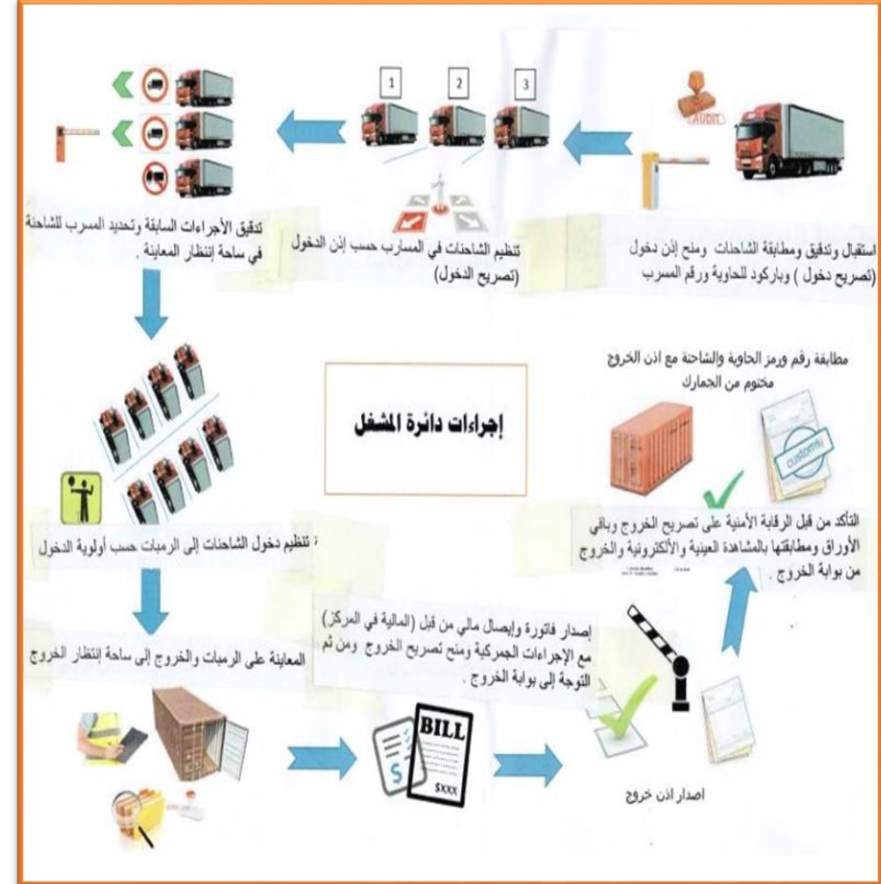 1
2
3
AUDIT
استقبال وتدقيق ومطابقة الشاحنات ومنح إذن دخول
(تصريح دخول ) وباركود للحاوية ورقم المسرب
تنظيم الشاحنات في المسارب حسب إذن الدخول
(تصريح الدخول)
تدقيق الأجراءات السابقة وتحديد المسرب للشاحنة
في ساحة إنتظار المعاينة .
إجراءات دائرة المشغل
تنظيم دخول الشاحنات إلى الرمبات حسب أولوية الدخول
المعاينة على الرمبات والخروج إلى ساحة إنتظار الخروج
إصدار فاتورة وإيصال مالي من قبل (المالية في المركز)
مع الإجراءات الجمركية ومنح تصريح الخروج ومن ثم
التوجة إلى بوابة الخروج .
BILL
$
$XXX
اصدار اذن خروج
مطابقة رقم ورمز الحاوية والشاحنة مع اذن الخروج
مختوم من الجمارك
customs
التأكد من قبل الرقابة الأمنية على تصريح الخروج وباقي
الأوراق ومطابقتها بالمشاهدة العينية والألكترونية والخروج
من بوابة الخروج .